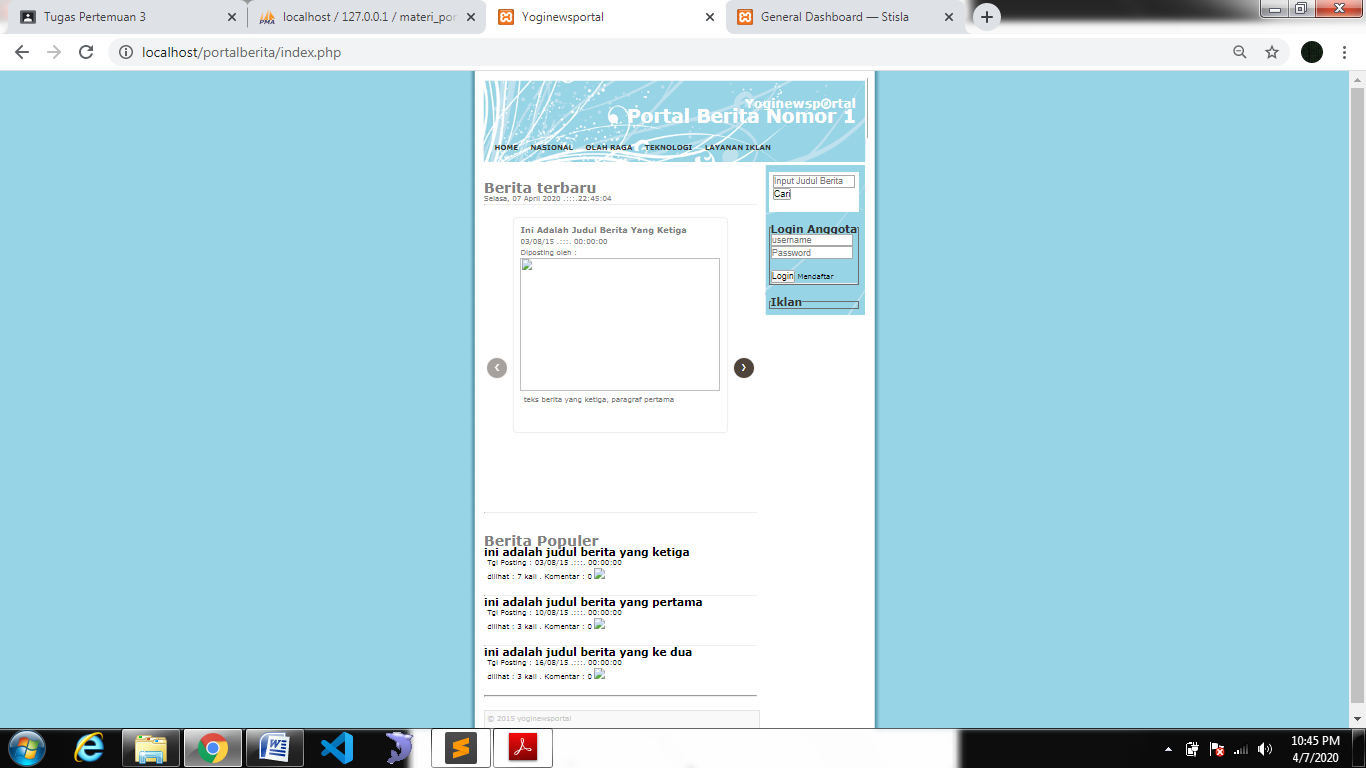 Tugas Pertemuan 3
localhost / 127.0.0.1 / materi_por
Yoginewsportal
General Dashboard — Stisla
localhost/portalberita/index.php
Yoginewsportal
Portal Berita Nomor 1
HOME NASIONAL OLAH RAGA TEKNOLOGI LAYANAN IKLAN
Berita terbaru
Selasa, 07 April 2020 .:::.22:45:04
Ini Adalah Judul Berita Yang Ketiga
03/08/15 .:::. 00:00:00
Diposting oleh :
teks berita yang ketiga, paragraf pertama
Input Judul Berita
Cari
Login Anggota
username
Password
Login Mendaftar
Iklan
Berita Populer
ini adalah judul berita yang ketiga
Tgl Posting : 03/08/15 .:::. 00:00:00
dilihat : 7 kali . Komentar : 0
ini adalah judul berita yang pertama
Tgl Posting : 10/08/15 .:::. 00:00:00
dilihat : 3 kali . Komentar : 0
ini adalah judul berita yang ke dua
Tgl Posting : 16/08/15 .:::. 00:00:00
dilihat : 3 kali . Komentar : 0
© 2015 yoginewsportal
10:45 PM
4/7/2020